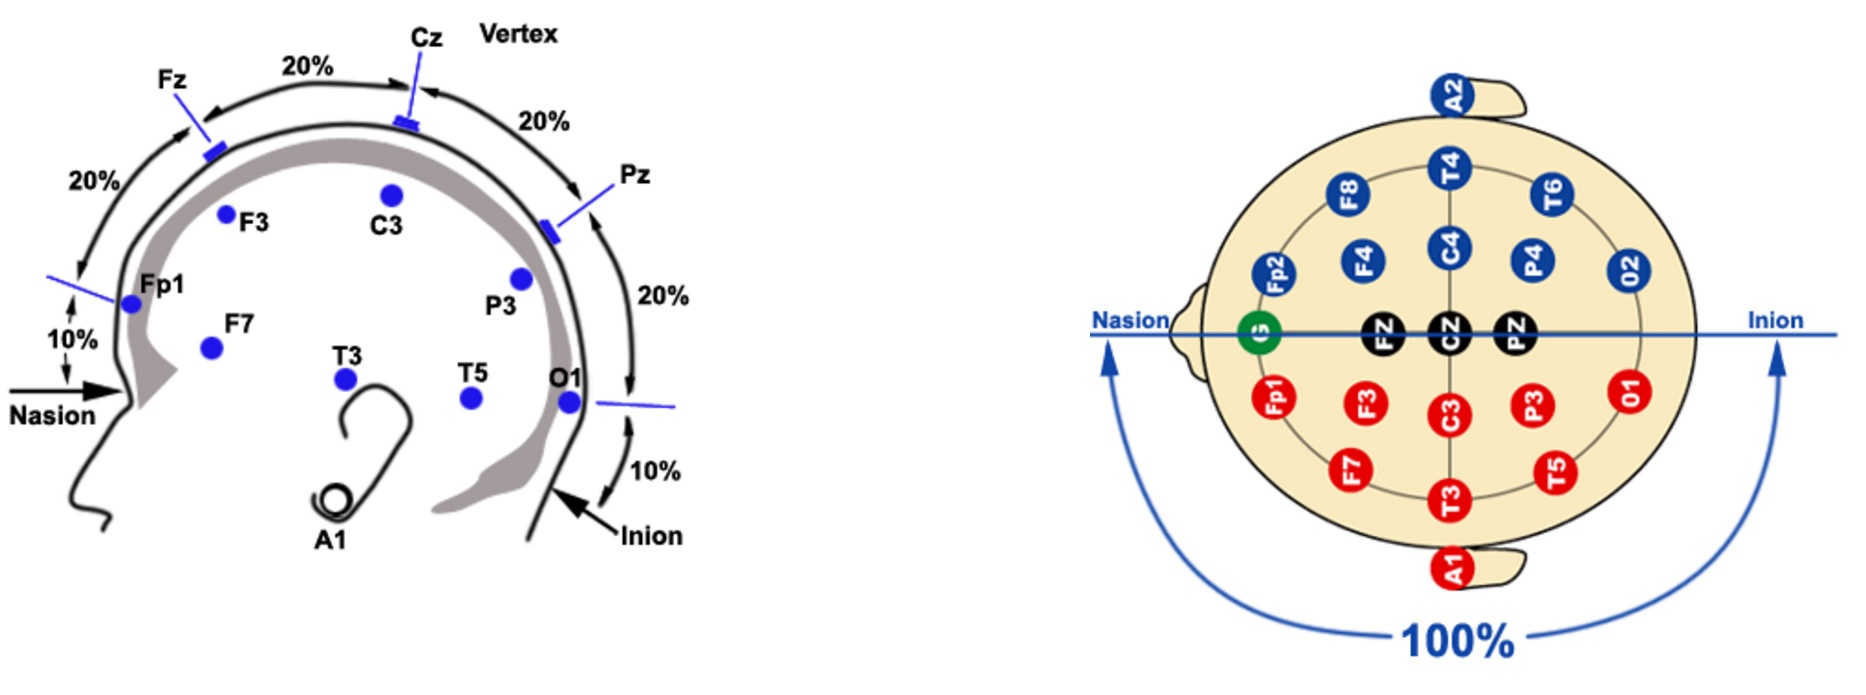 Cz
Vertex
20%
Fz
20%
20%
Pz
F3
C3
Fp1
P3
20%
10%
F7
T3
T5
O1
Nasion
10%
A1
Inion
A2
T4
F8
T6
C4
F4
P4
Fp2
O2
Nasion
Inion
G
FZ
CZ
PZ
Fp1
F3
C3
P3
O1
F7
T5
T3
A1
100%